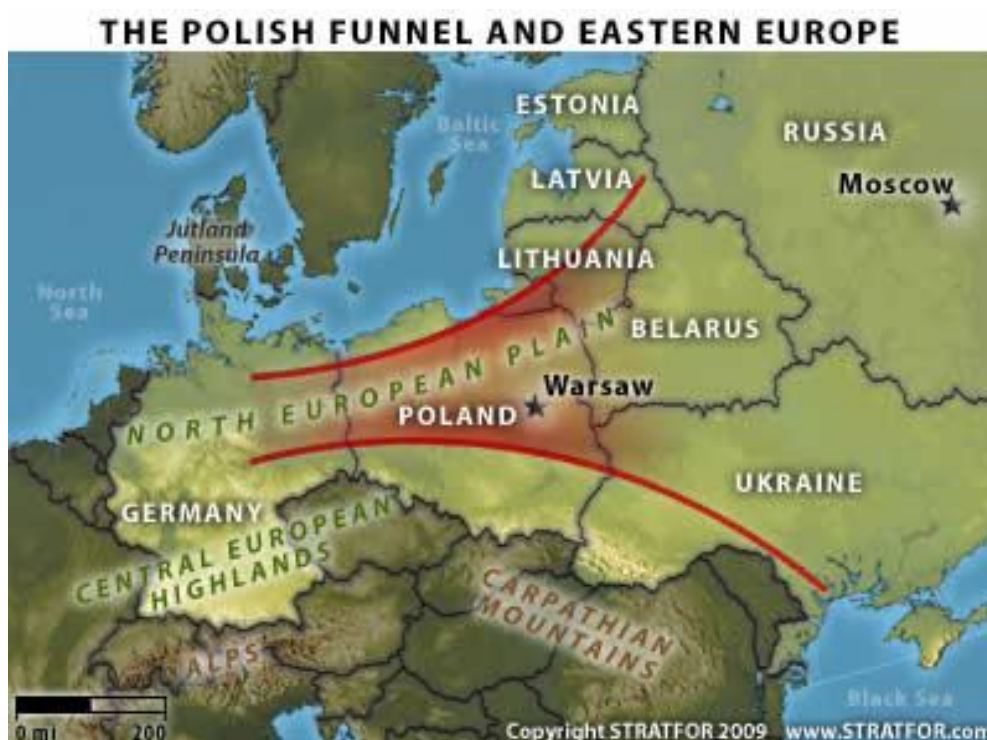 THE POLISH FUNNEL AND EASTERN EUROPE
ESTONIA
Baltic
Sea
RUSSIA
LATVIA
Moscow
Jutland
Peninsula
LITHUANIA
North
Sea
BELARUS
NORTH EUROPEAN PLAIN
Warsaw
POLAND
UKRAINE
GERMANY
CENTRAL EUROPEAN
HIGHLANDS
CARPATHIAN
MOUNTAINS
ALPS
Black Sea
0 mi 200
Copyright STRATFOR 2009 www.STRATFOR.com